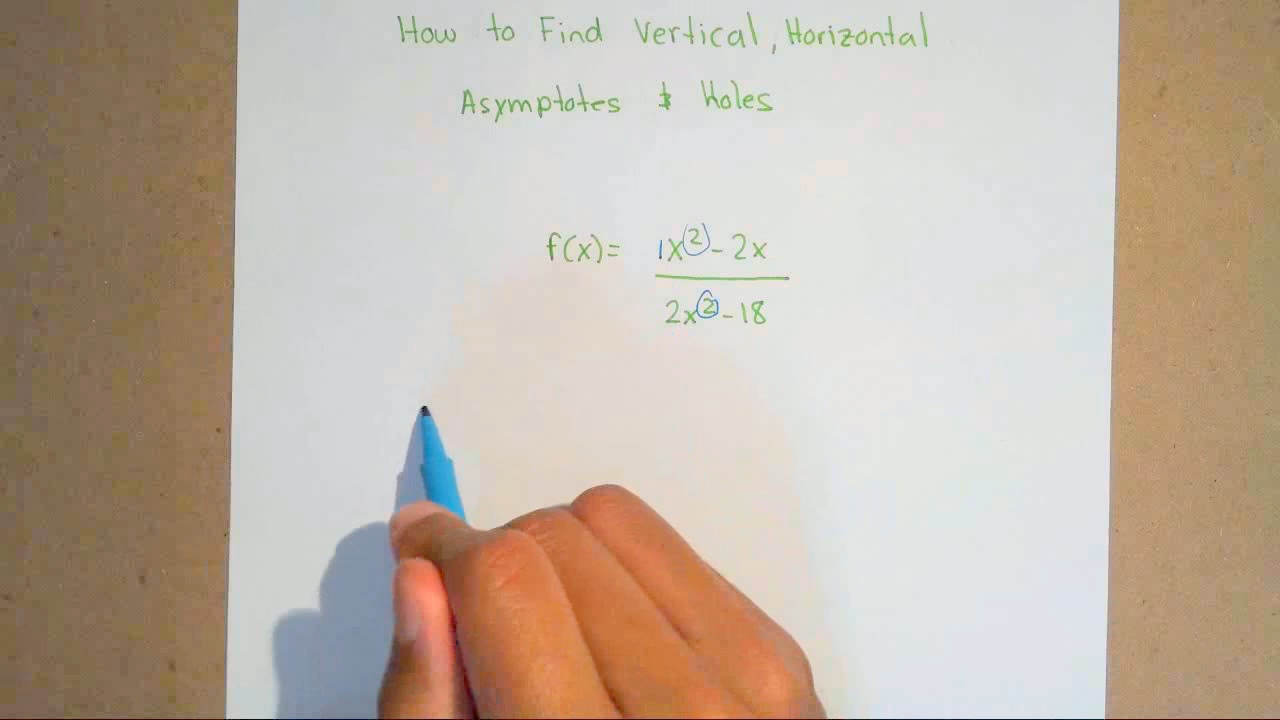 How to Find Vertical, Horizontal
Asymptotes & Holes
f(x)= 1x² - 2x
2x² - 18